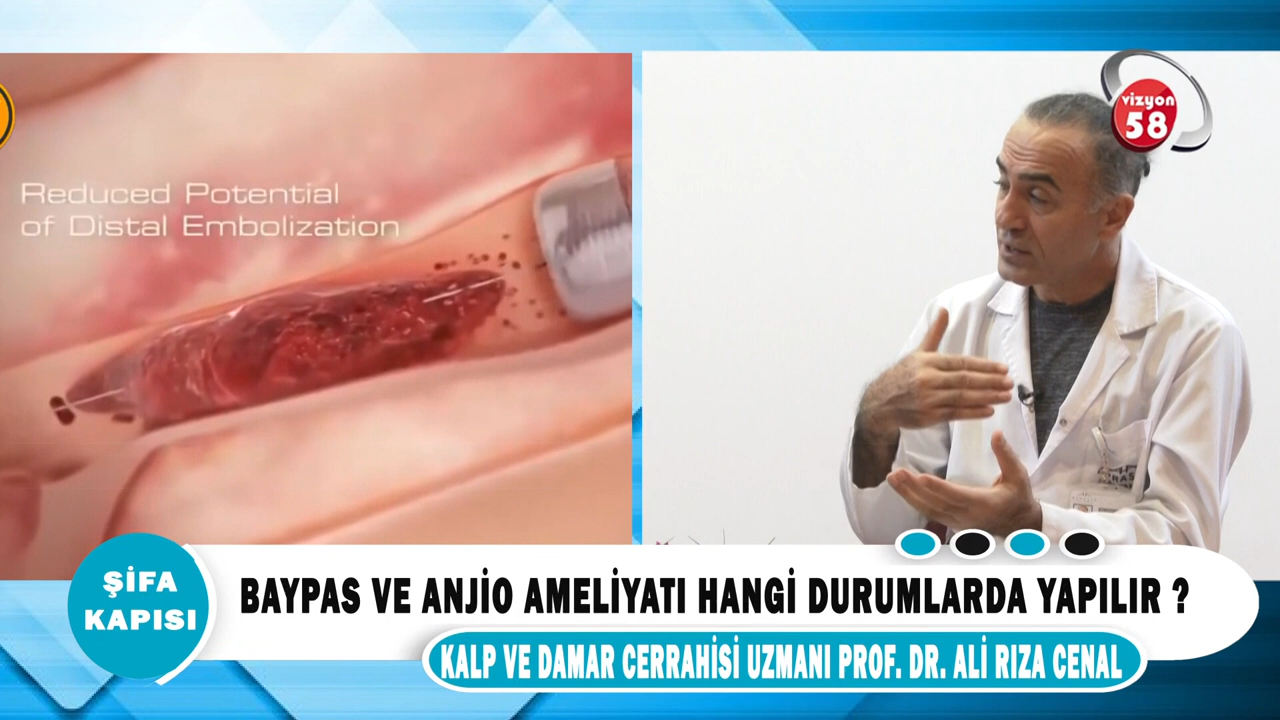 vizyon
58
Reduced Potential
of Distal Embolization
ŞİFA
KAPISI
BAYPAS VE ANJİO AMELİYATI HANGİ DURUMLARDA YAPILIR ?
KALP VE DAMAR CERRAHİSİ UZMANI PROF. DR. ALİ RIZA CENAL